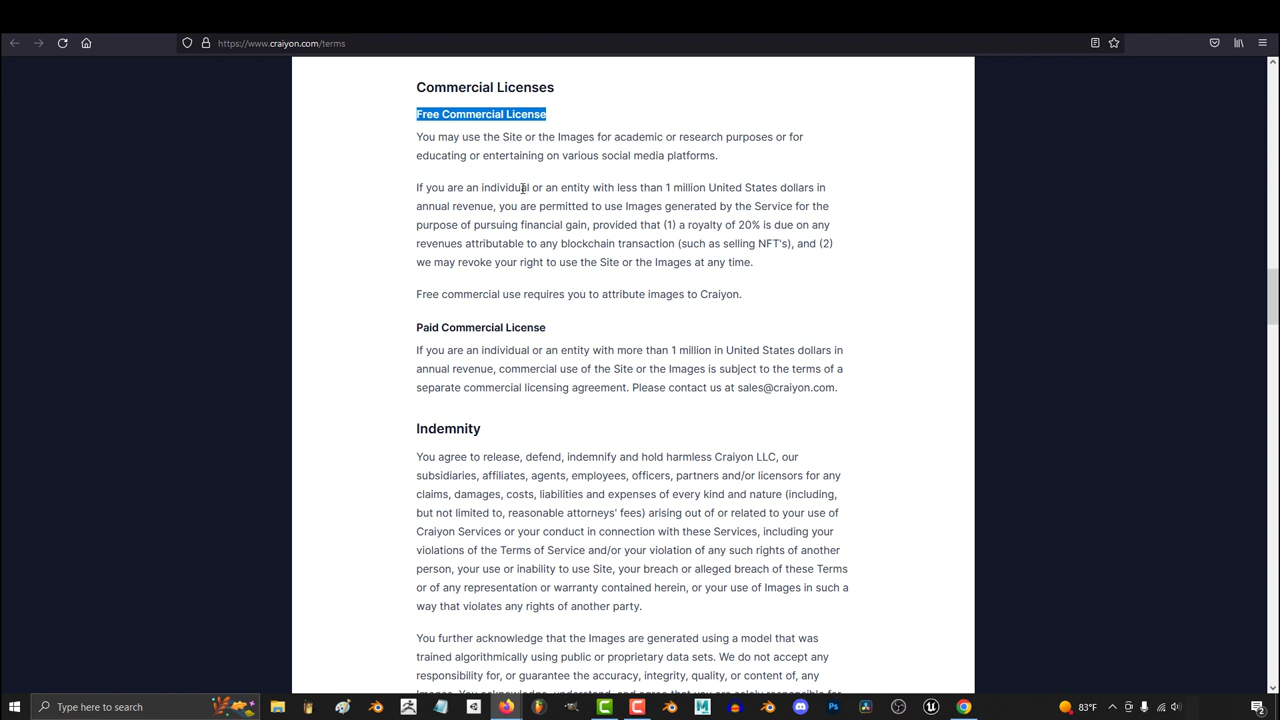 https://www.craiyon.com/terms
Commercial Licenses
Free Commercial License
You may use the Site or the Images for academic or research purposes or for
educating or entertaining on various social media platforms.
If you are an individual or an entity with less than 1 million United States dollars in
annual revenue, you are permitted to use Images generated by the Service for the
purpose of pursuing financial gain, provided that (1) a royalty of 20% is due on any
revenues attributable to any blockchain transaction (such as selling NFT's), and (2)
we may revoke your right to use the Site or the Images at any time.
Free commercial use requires you to attribute images to Craiyon.
Paid Commercial License
If you are an individual or an entity with more than 1 million in United States dollars in
annual revenue, commercial use of the Site or the Images is subject to the terms of a
separate commercial licensing agreement. Please contact us at sales@craiyon.com.
Indemnity
You agree to release, defend, indemnify and hold harmless Craiyon LLC, our
subsidiaries, affiliates, agents, employees, officers, partners and/or licensors for any
claims, damages, costs, liabilities and expenses of every kind and nature (including,
but not limited to, reasonable attorneys' fees) arising out of or related to your use of
Craiyon Services or your conduct in connection with these Services, including your
violations of the Terms of Service and/or your violation of any such rights of another
person, your use or inability to use Site, your breach or alleged breach of these Terms
or of any representation or warranty contained herein, or your use of Images in such a
way that violates any rights of another party.
You further acknowledge that the Images are generated using a model that was
trained algorithmically using public or proprietary data sets. We do not accept any
responsibility for, or guarantee the accuracy, integrity, quality, or content of, any
Type here to search
Ps
83°F
2